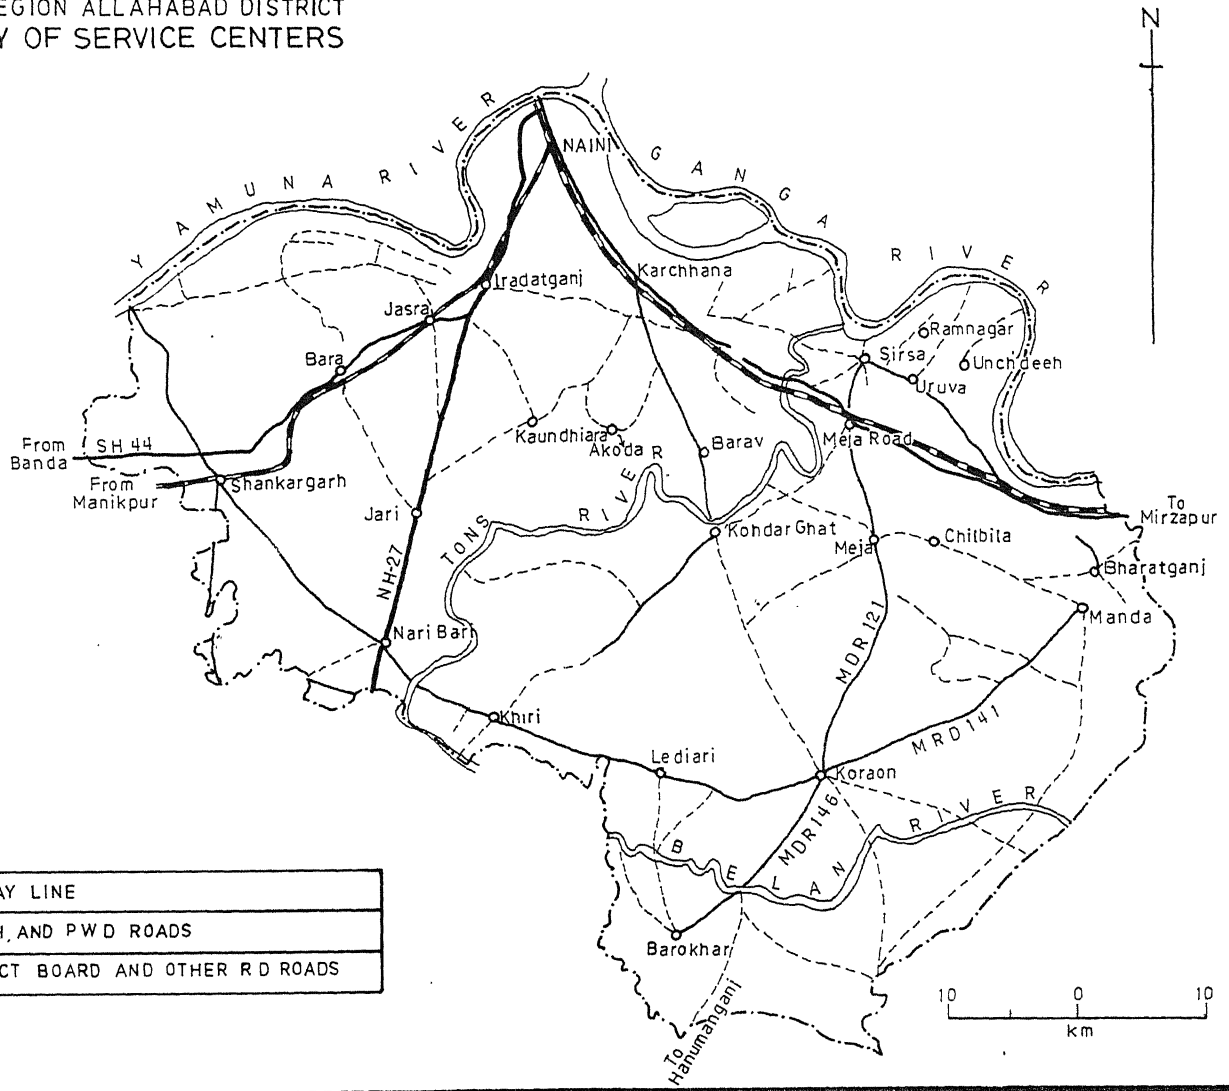 EGION ALLAHABAD DISTRICT
Y OF SERVICE CENTERS
N
YAMUNA RIVER
GANGA RIVER
NAINI
Iradatganj
Karchhana
Jasra
Bara
Ramnagar
Sirsa
Unchdeeh
Uruva
Kaundhiara
Akoda
Barav
Meja Road
From
Banda
SH 44
From
Manikpur
Shankargarh
Jari
TONS RIVER
Kohdar Ghat
Meja
Chilbila
To
Mirzapur
Bharatganj
Manda
NH-27
Nari Bari
MDR 121
Khiri
MRD 141
Lediari
Koraon
MDR 146
BELAN RIVER
Barokhar
To
Hanumanganj
AY LINE
H, AND PWD ROADS
CT BOARD AND OTHER RD ROADS
10 0 10
km